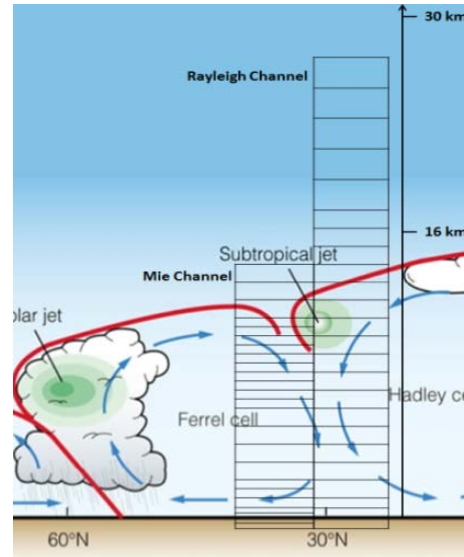 30 km
Rayleigh Channel
16 km
Subtropical jet
Mie Channel
olar jet
Ferrel cell
Hadley ce
60°N
30°N